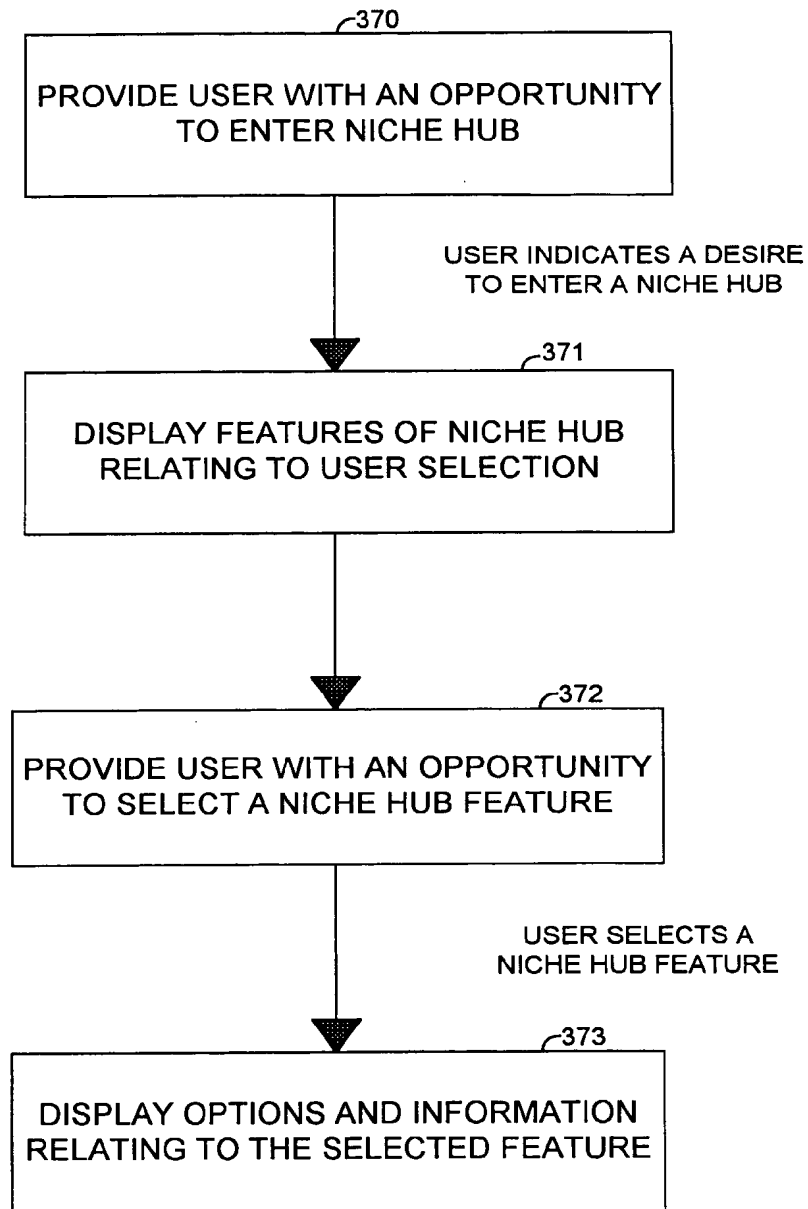 370
PROVIDE USER WITH AN OPPORTUNITY
TO ENTER NICHE HUB
USER INDICATES A DESIRE
TO ENTER A NICHE HUB
371
DISPLAY FEATURES OF NICHE HUB
RELATING TO USER SELECTION
372
PROVIDE USER WITH AN OPPORTUNITY
TO SELECT A NICHE HUB FEATURE
USER SELECTS A
NICHE HUB FEATURE
373
DISPLAY OPTIONS AND INFORMATION
RELATING TO THE SELECTED FEATURE